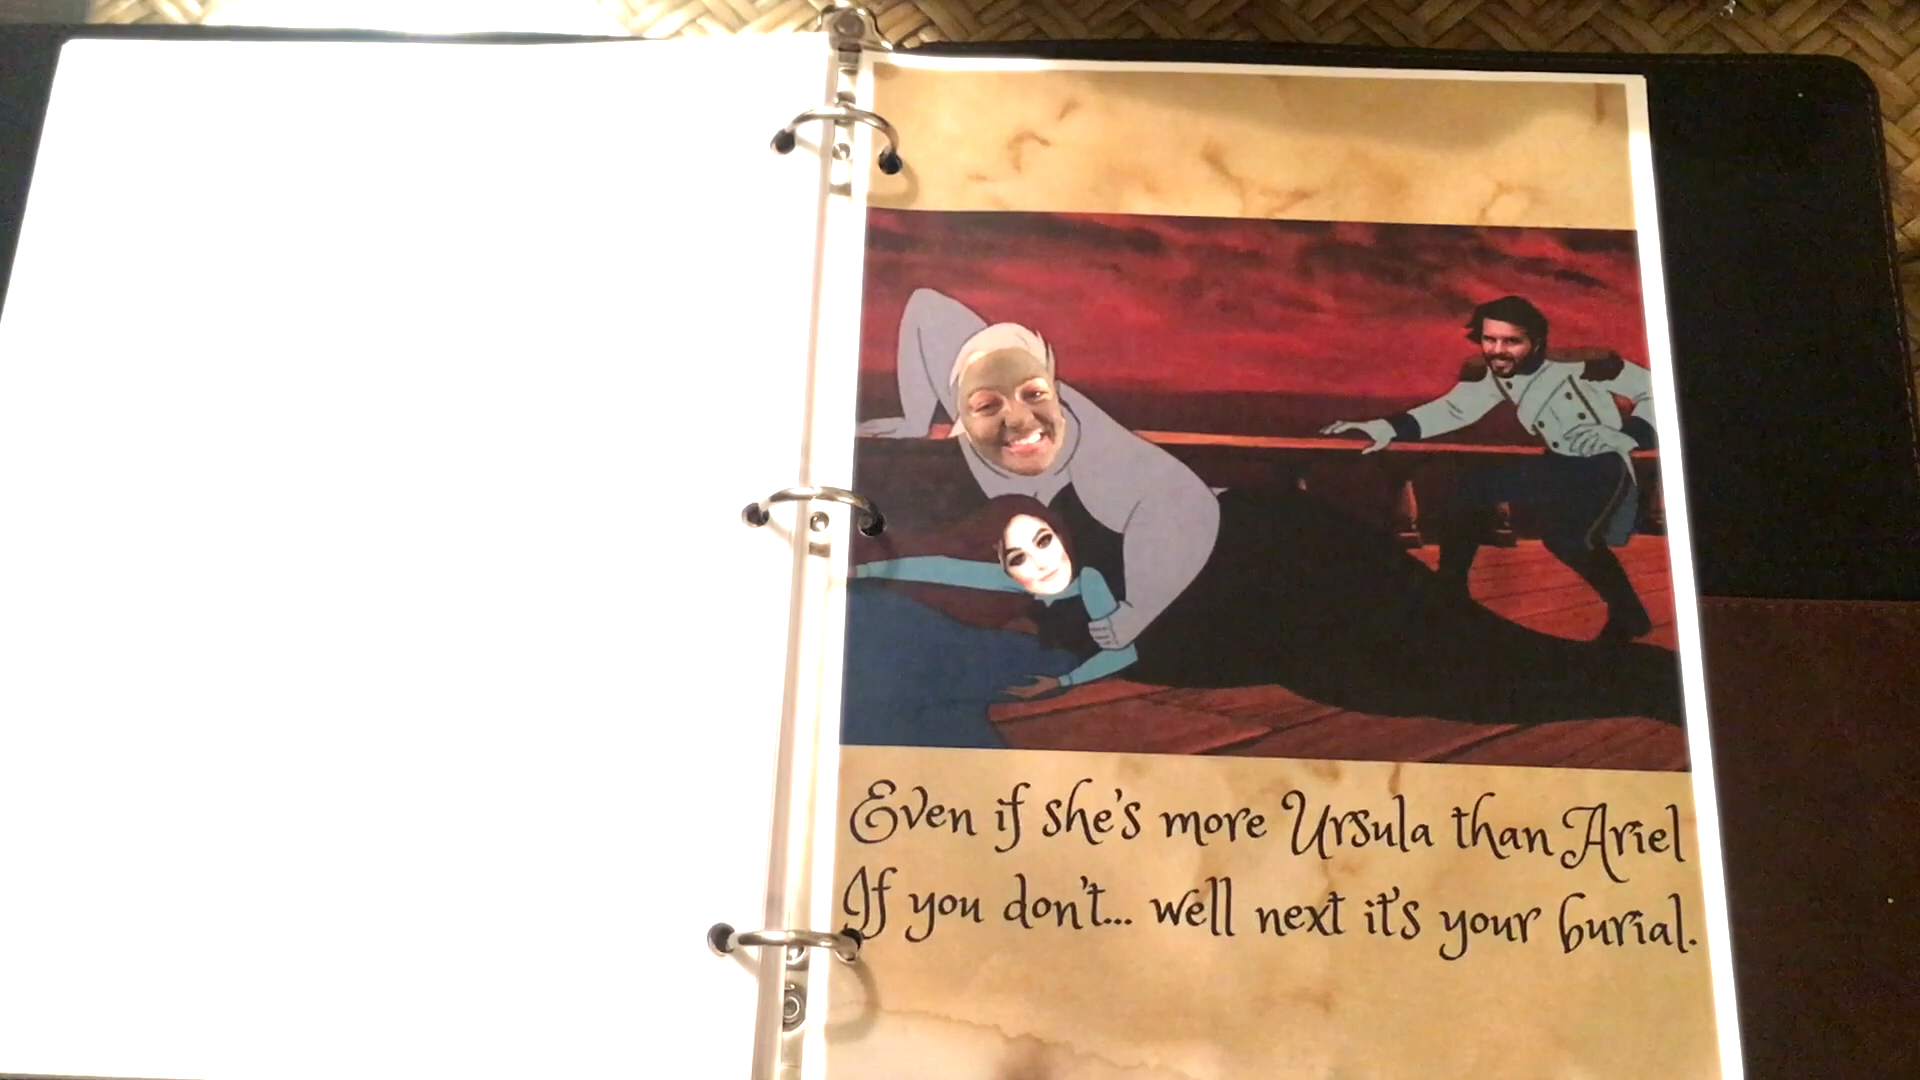 Even if she's more Ursula than Ariel
If you don't... well next it's your burial.